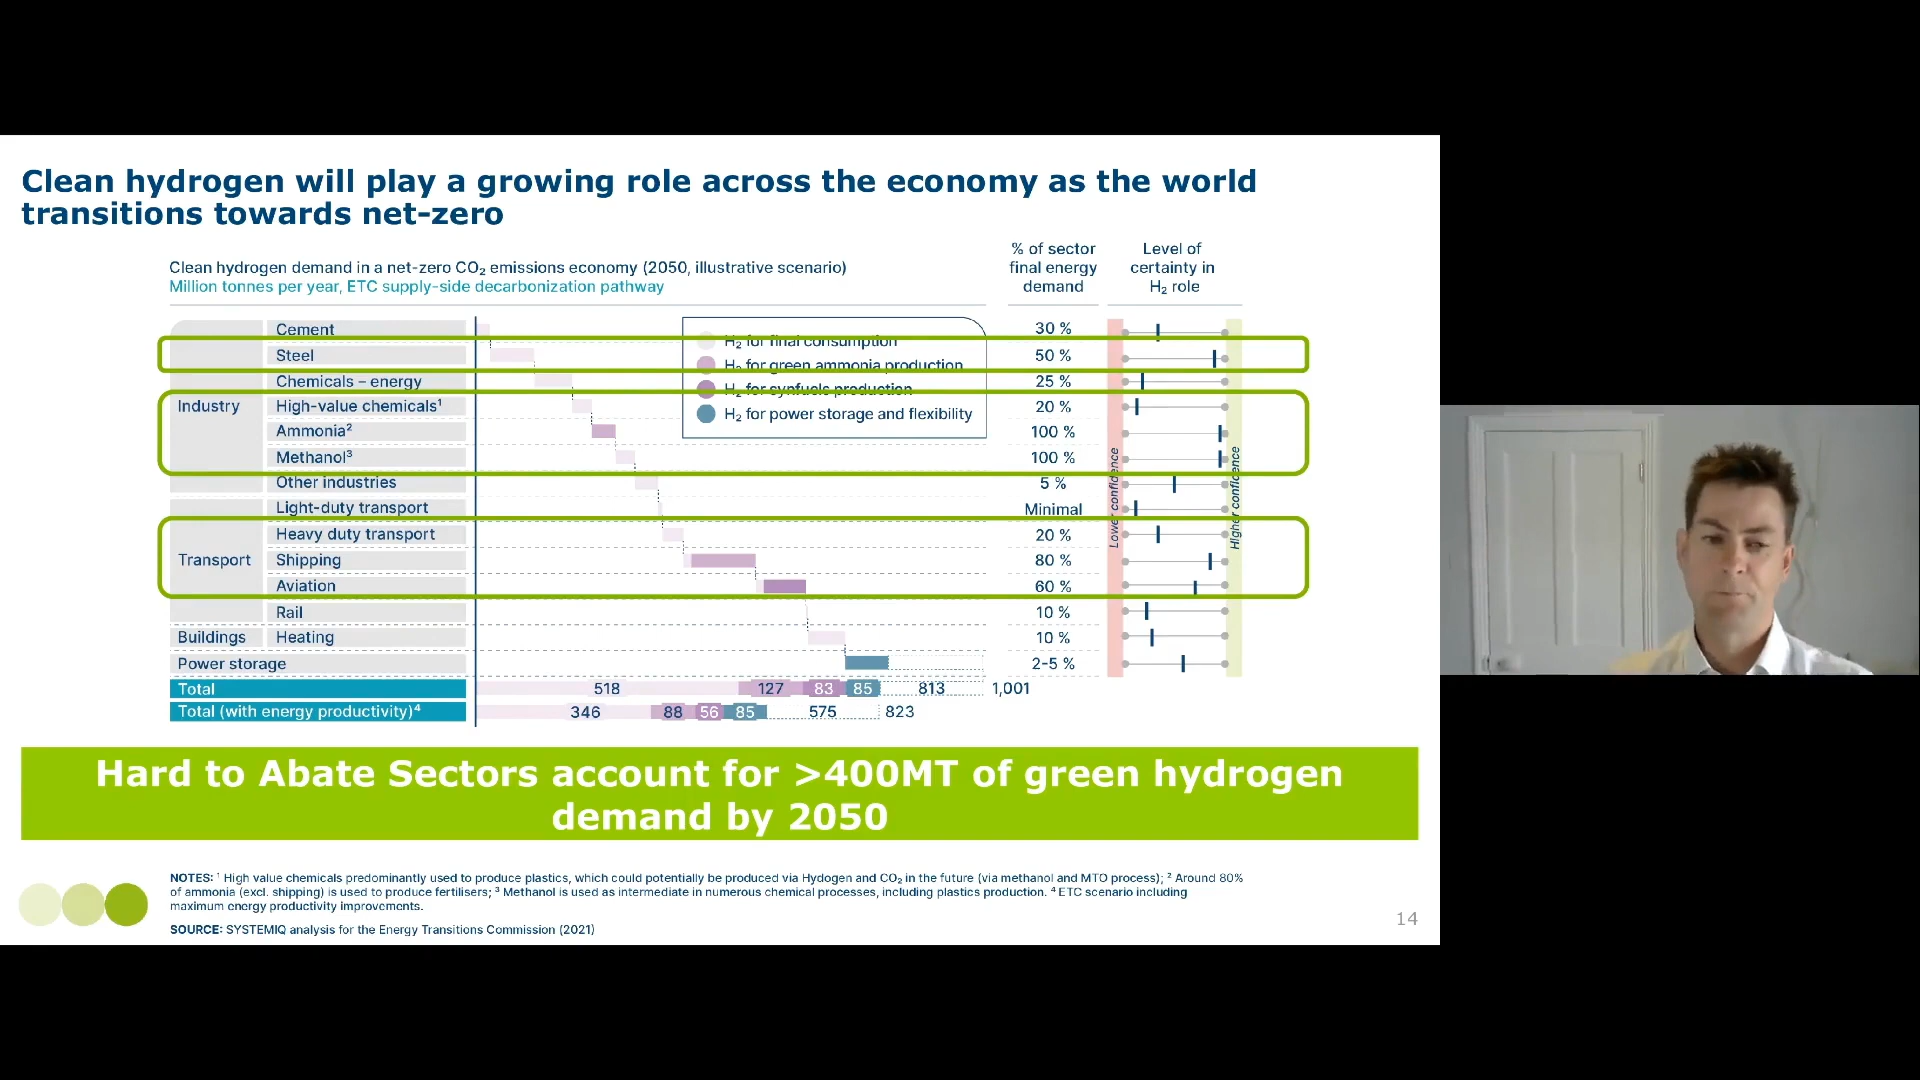 Clean hydrogen will play a growing role across the economy as the world
transitions towards net-zero
Clean hydrogen demand in a net-zero CO₂ emissions economy (2050, illustrative scenario)
Million tonnes per year, ETC supply-side decarbonization pathway
% of sector
final energy
demand
Level of
certainty in
H₂ role
H₂ for final consumption
H₂ for green ammonia production
H₂ for synfuels production
H₂ for power storage and flexibility
Industry
Cement 30 %
Steel 50 %
Chemicals – energy 25 %
High-value chemicals¹ 20 %
Ammonia² 100 %
Methanol³ 100 %
Other industries 5 %
Transport
Light-duty transport Minimal
Heavy duty transport 20 %
Shipping 80 %
Aviation 60 %
Rail 10 %
Buildings Heating 10 %
Power storage 2-5 %
Lower confidence
Higher confidence
Total 518 127 83 85 813 1,001
Total (with energy productivity)⁴ 346 88 56 85 575 823
Hard to Abate Sectors account for >400MT of green hydrogen
demand by 2050
NOTES: ¹ High value chemicals predominantly used to produce plastics, which could potentially be produced via Hydogen and CO₂ in the future (via methanol and MTO process); ² Around 80%
of ammonia (excl. shipping) is used to produce fertilisers; ³ Methanol is used as intermediate in numerous chemical processes, including plastics production. ⁴ ETC scenario including
maximum energy productivity improvements.
SOURCE: SYSTEMIQ analysis for the Energy Transitions Commission (2021)
14